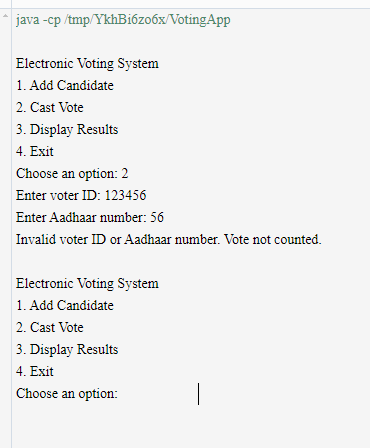 java -cp /tmp/YkhBi6zo6x/VotingApp
Electronic Voting System
1. Add Candidate
2. Cast Vote
3. Display Results
4. Exit
Choose an option: 2
Enter voter ID: 123456
Enter Aadhaar number: 56
Invalid voter ID or Aadhaar number. Vote not counted.
Electronic Voting System
1. Add Candidate
2. Cast Vote
3. Display Results
4. Exit
Choose an option: